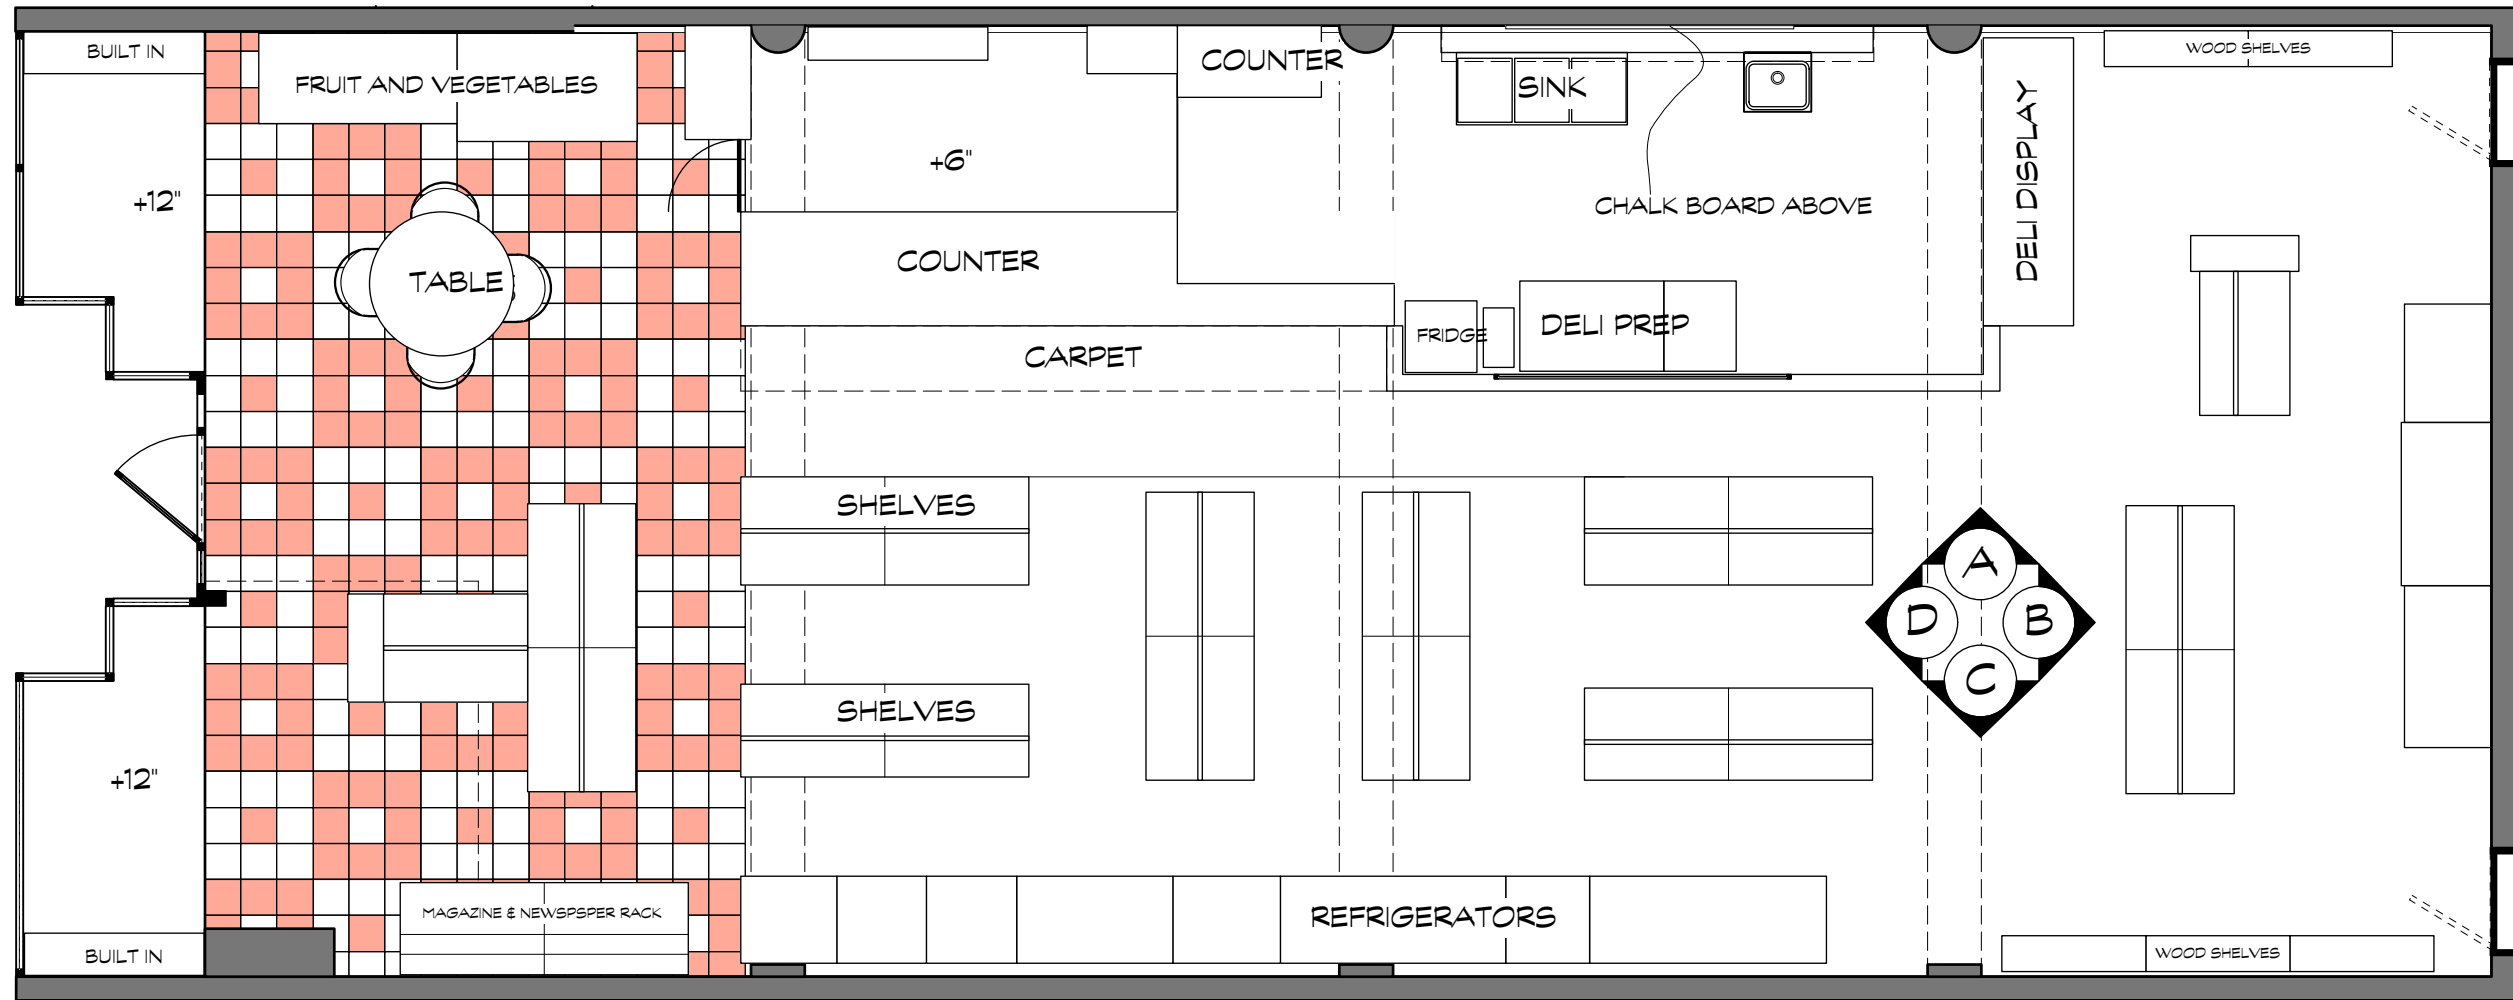 BUILT IN
FRUIT AND VEGETABLES
COUNTER
SINK
WOOD SHELVES
DELI DISPLAY
+6"
+12"
CHALK BOARD ABOVE
COUNTER
TABLE
FRIDGE
DELI PREP
CARPET
SHELVES
A
D
B
C
SHELVES
+12"
MAGAZINE & NEWSPSPER RACK
REFRIGERATORS
BUILT IN
WOOD SHELVES